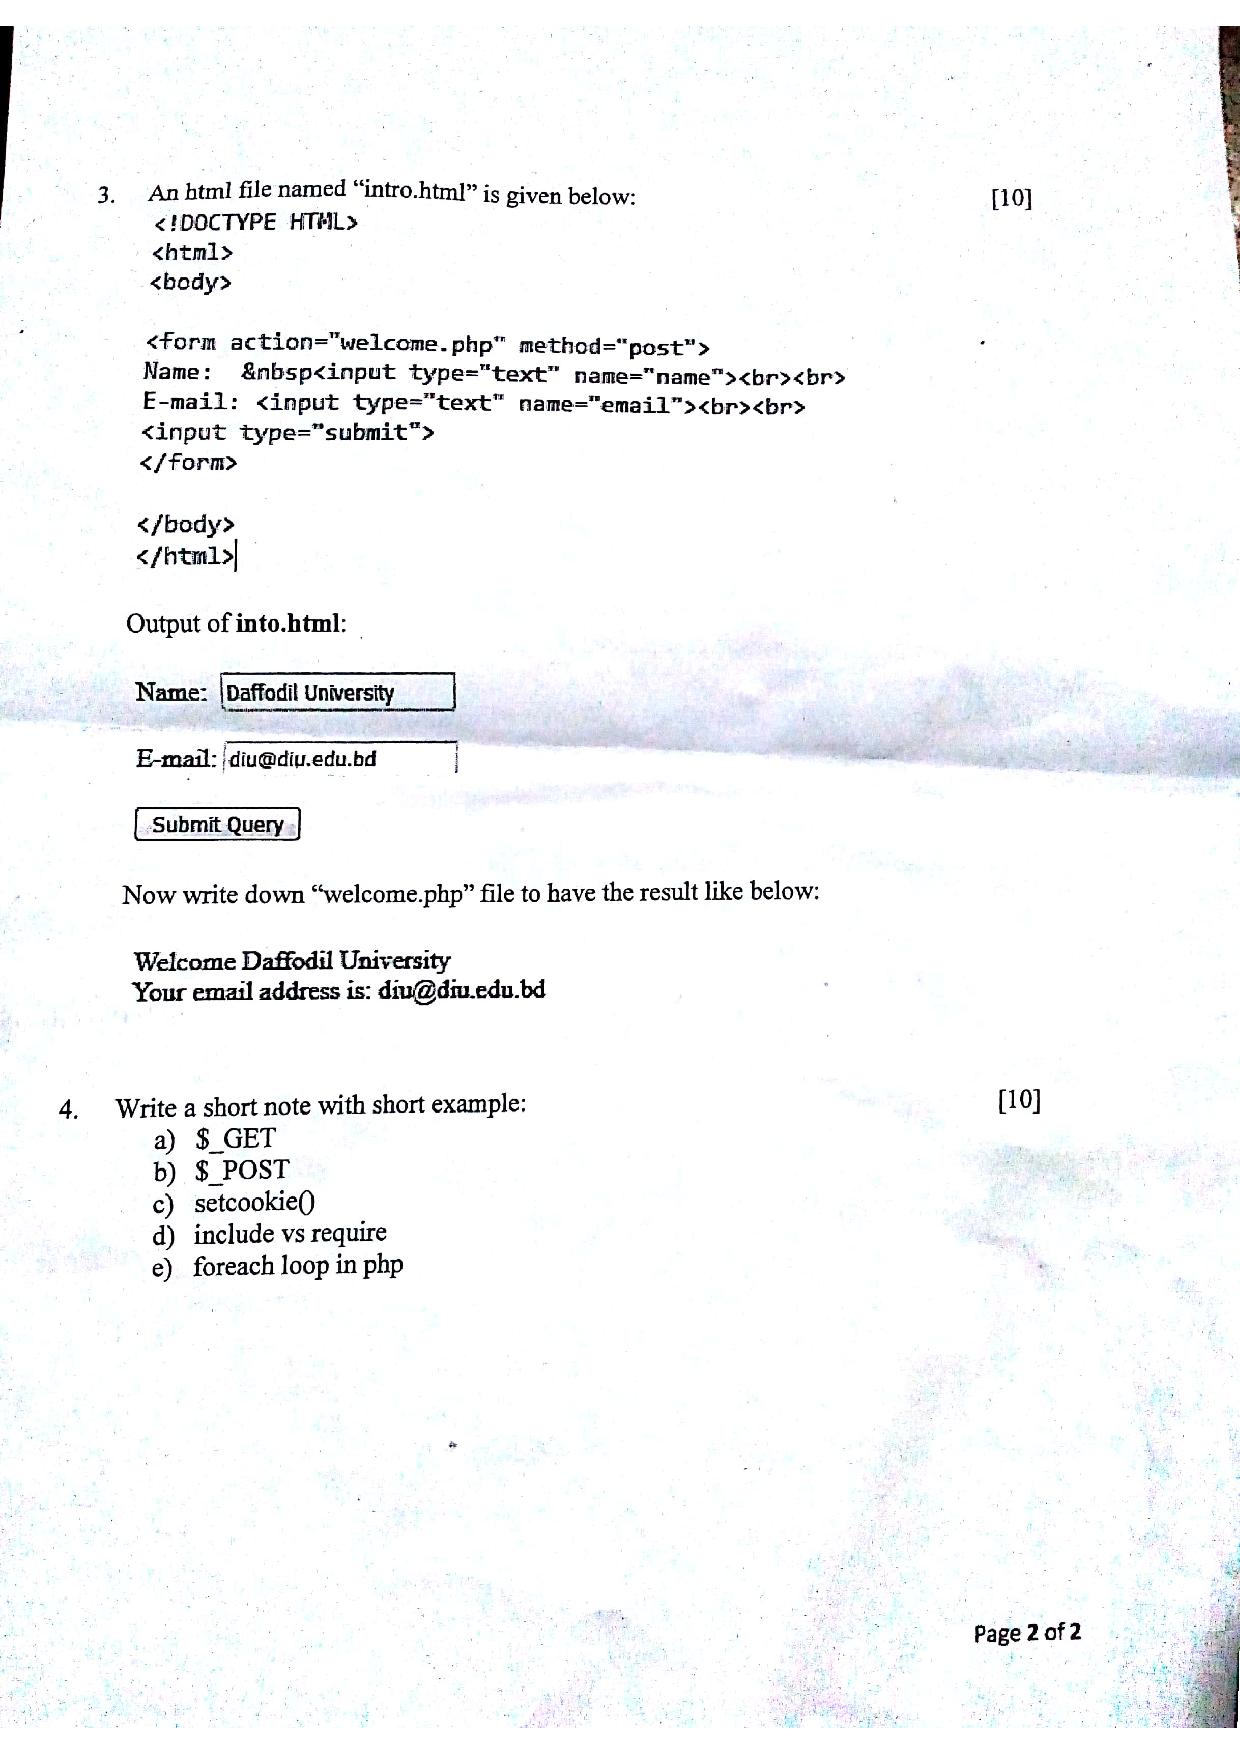 3. An html file named “intro.html” is given below: [10]
<!DOCTYPE HTML>
<html>
<body>
<form action="welcome.php" method="post">
Name: &nbsp<input type="text" name="name"><br><br>
E-mail: <input type="text" name="email"><br><br>
<input type="submit">
</form>
</body>
</html>
Output of into.html:
Name: Daffodil University
E-mail: diu@diu.edu.bd
Submit Query
Now write down “welcome.php” file to have the result like below:
Welcome Daffodil University
Your email address is: diu@diu.edu.bd
4. Write a short note with short example: [10]
a) $_GET
b) $_POST
c) setcookie()
d) include vs require
e) foreach loop in php
Page 2 of 2